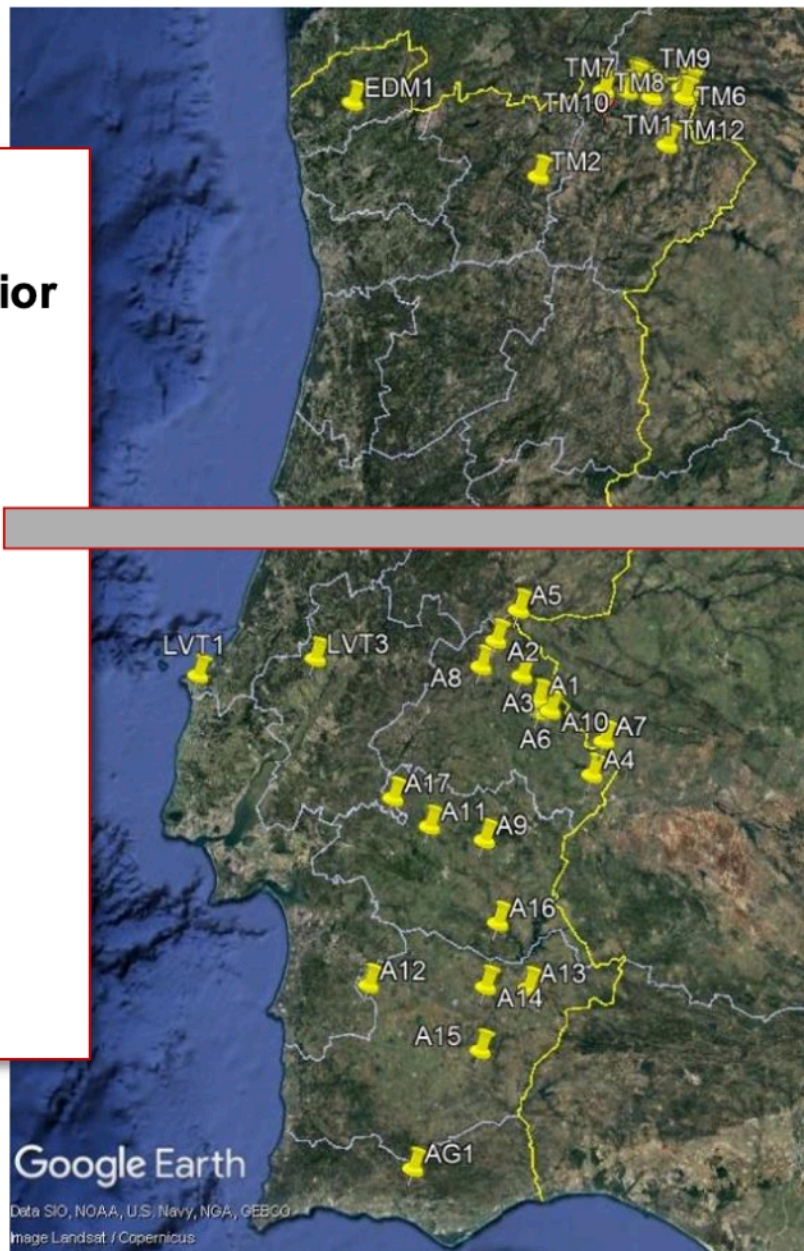 EDM1
TM7
TM9
TM8
TM6
TM10
TM1
TM12
TM2
ior
A5
LVT1
LVT3
A2
A8
A1
A3
A10
A6
A7
A4
A17
A11
A9
A16
A12
A13
A14
A15
AG1
Google Earth
Data SIO, NOAA, U.S. Navy, NGA, GEBCO
Image Landsat / Copernicus